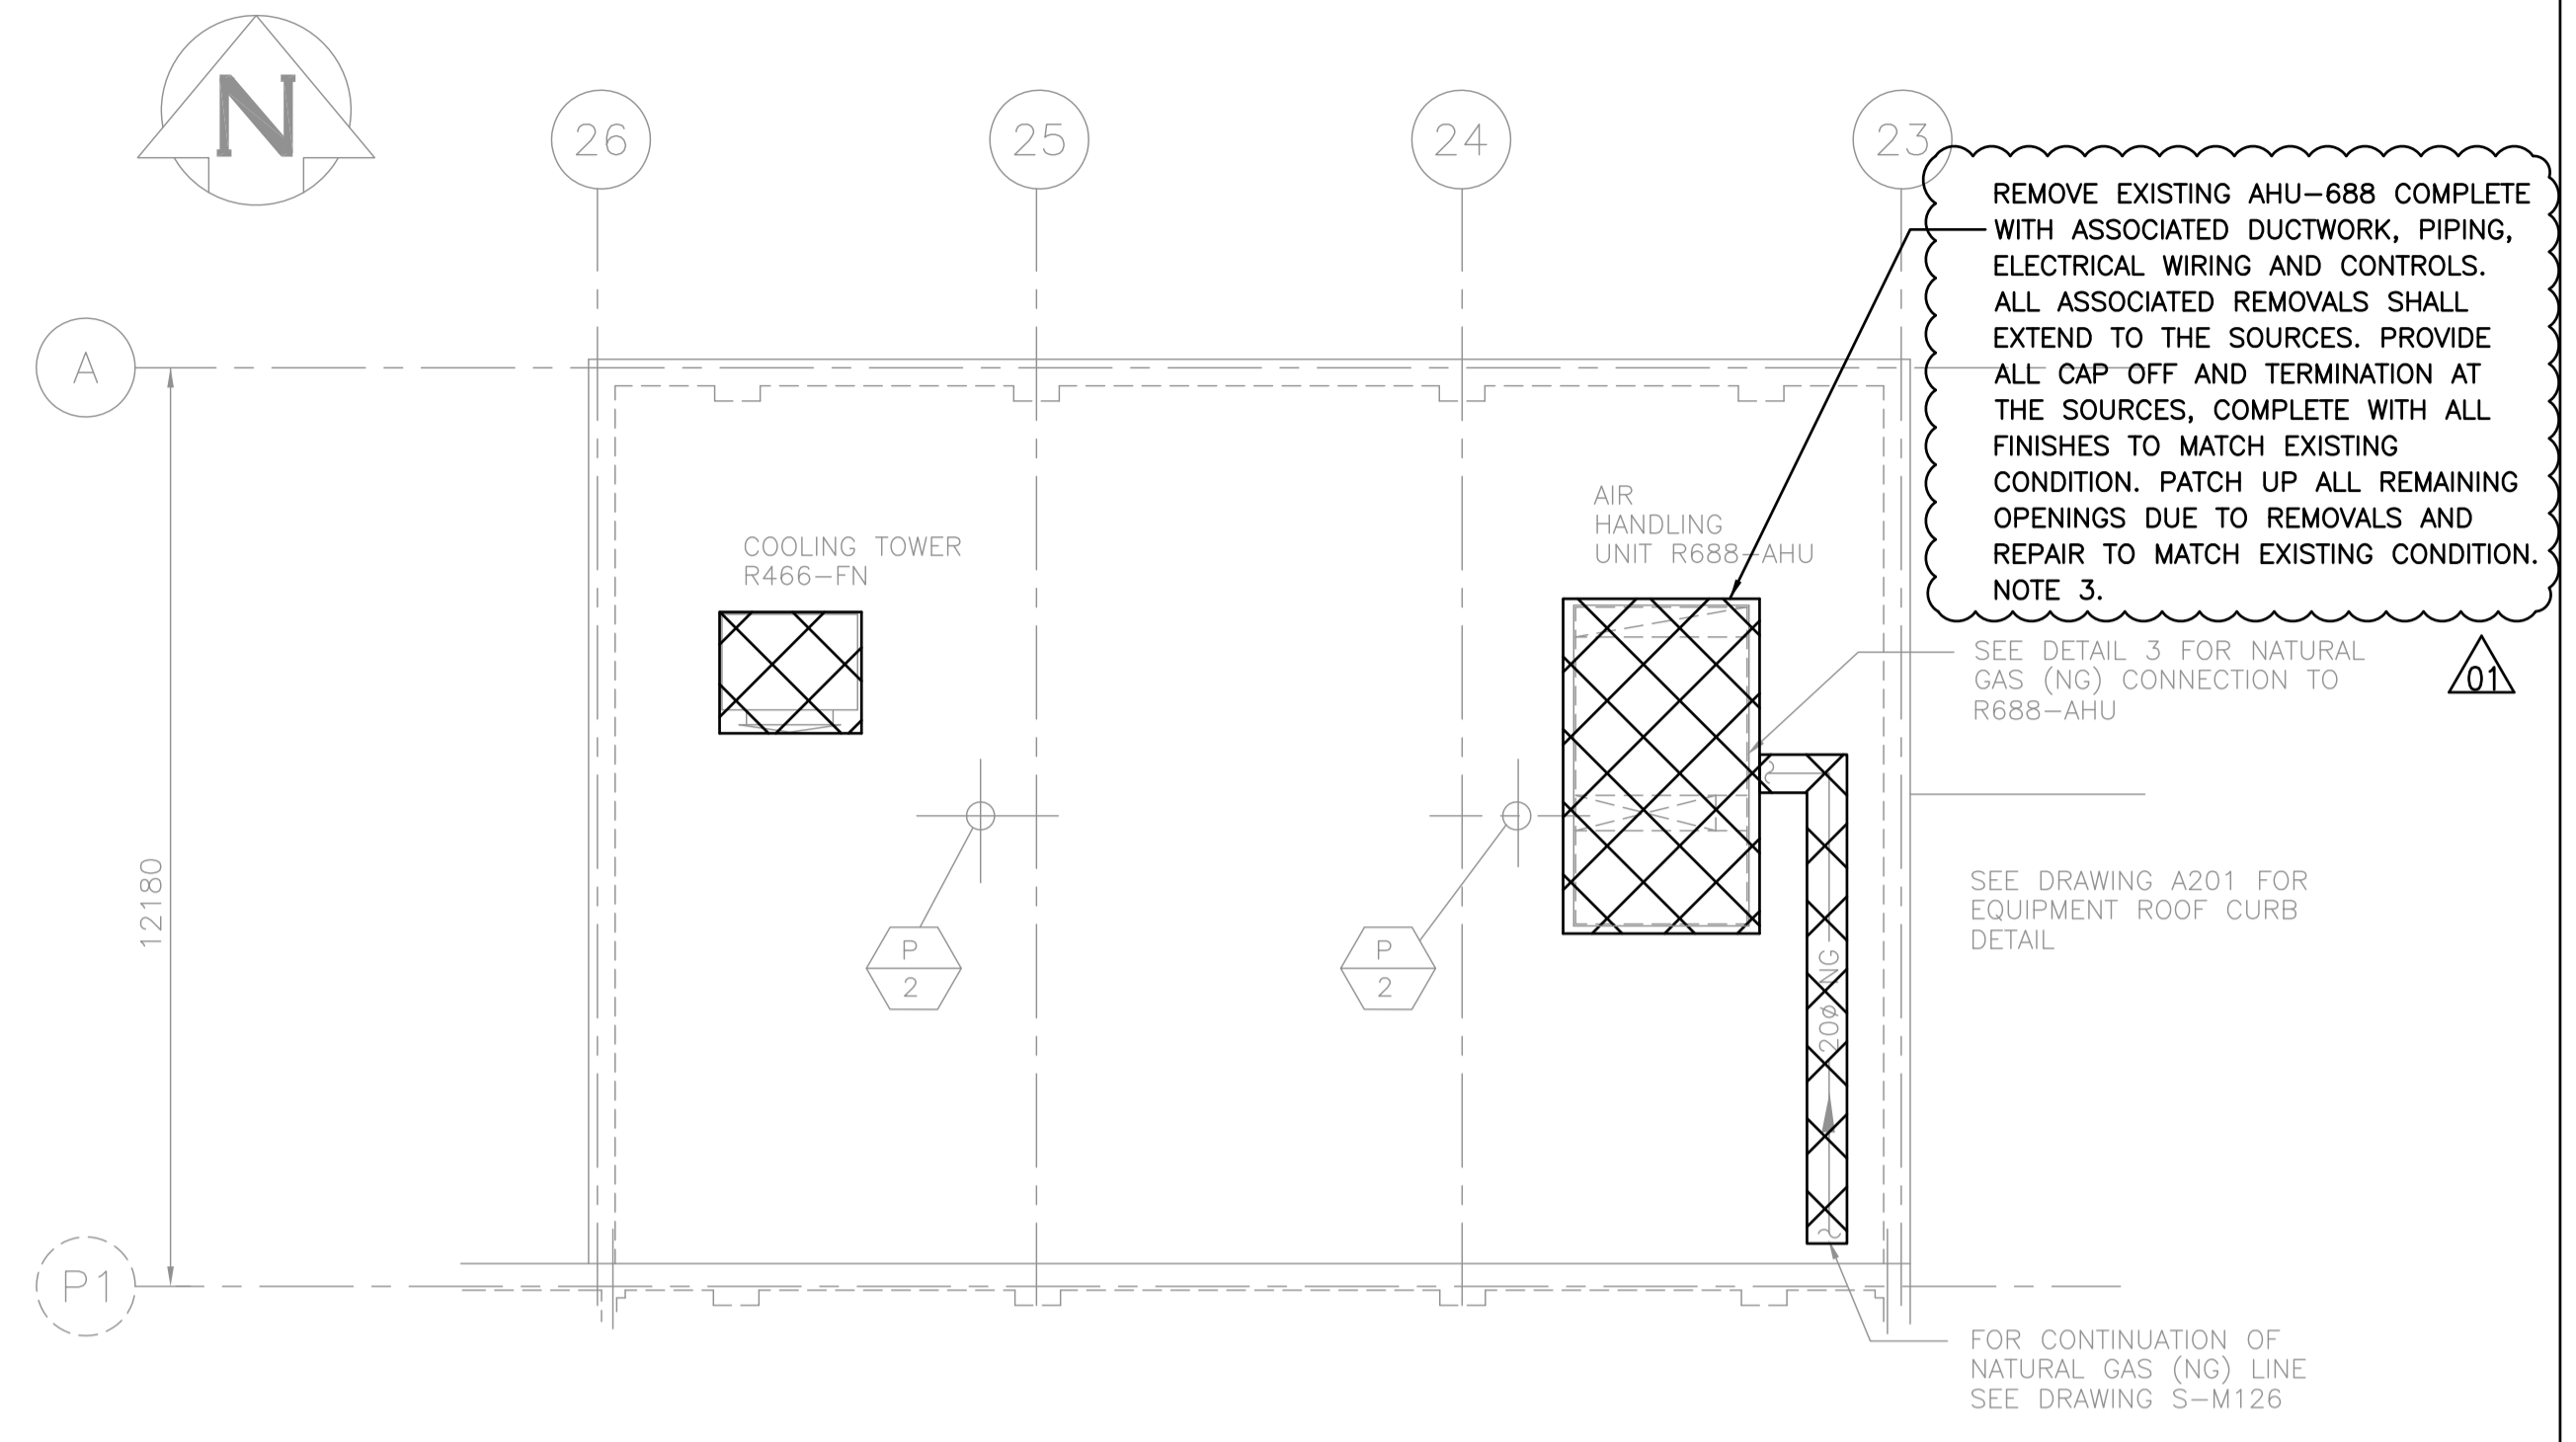 N
26
25
24
23
REMOVE EXISTING AHU-688 COMPLETE
WITH ASSOCIATED DUCTWORK, PIPING,
ELECTRICAL WIRING AND CONTROLS.
ALL ASSOCIATED REMOVALS SHALL
EXTEND TO THE SOURCES. PROVIDE
ALL CAP OFF AND TERMINATION AT
THE SOURCES, COMPLETE WITH ALL
FINISHES TO MATCH EXISTING
CONDITION. PATCH UP ALL REMAINING
OPENINGS DUE TO REMOVALS AND
REPAIR TO MATCH EXISTING CONDITION.
NOTE 3.
A
AIR
HANDLING
UNIT R688-AHU
COOLING TOWER
R466-FN
SEE DETAIL 3 FOR NATURAL
GAS (NG) CONNECTION TO
R688-AHU
01
12180
SEE DRAWING A201 FOR
EQUIPMENT ROOF CURB
DETAIL
P
2
P
2
20ø NG
P1
FOR CONTINUATION OF
NATURAL GAS (NG) LINE
SEE DRAWING S-M126